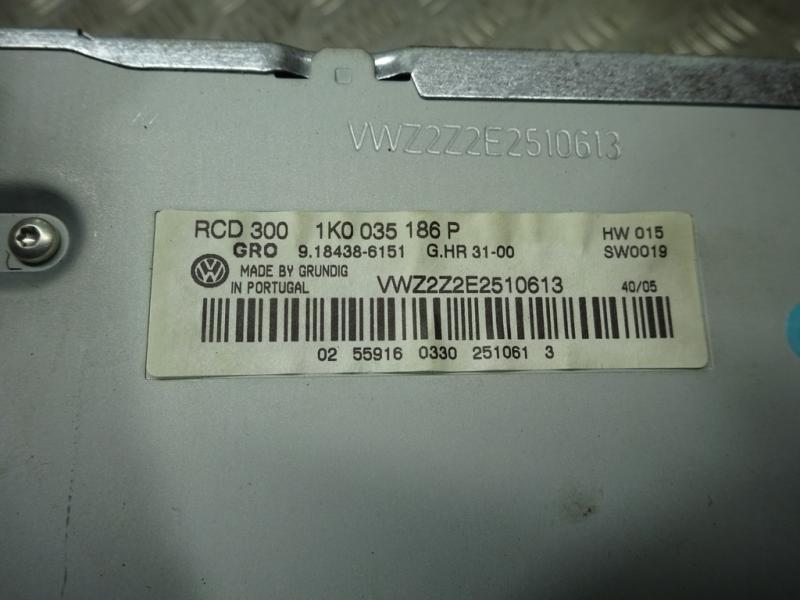 VWZ2Z2E2510613
RCD 300 1K0 035 186 P HW 015
GRO 9.18438-6151 G.HR 31-00 SW0019
MADE BY GRUNDIG
IN PORTUGAL VWZ2Z2E2510613 40/05
02 55916 0330 251061 3